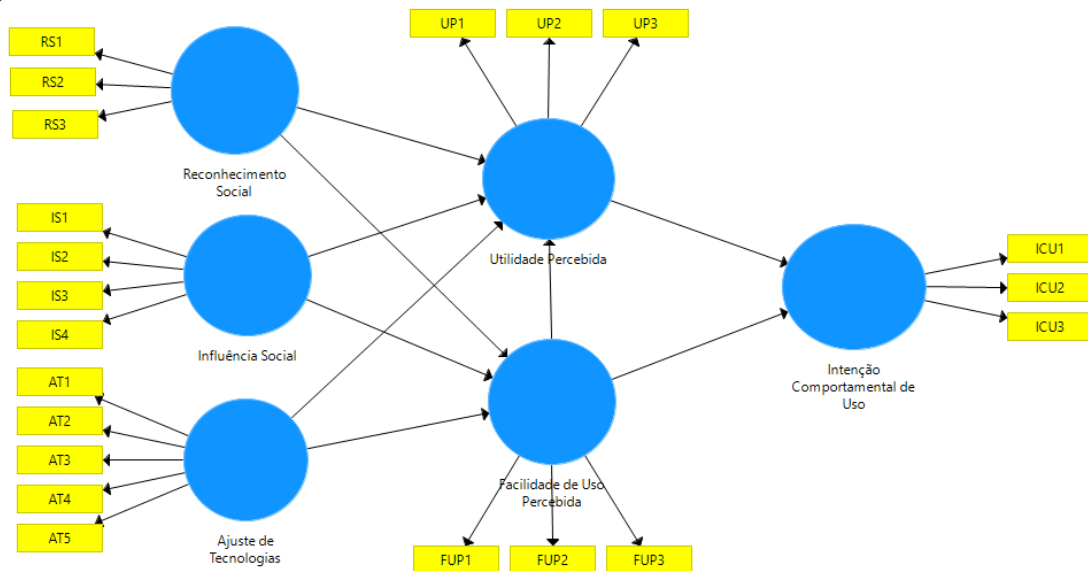 RS1
RS2
RS3
Reconhecimento
Social
IS1
IS2
IS3
IS4
Influência Social
AT1
AT2
AT3
AT4
AT5
Ajuste de
Tecnologias
UP1
UP2
UP3
Utilidade Percebida
Facilidade de Uso
Percebida
FUP1
FUP2
FUP3
Intenção
Comportamental de
Uso
ICU1
ICU2
ICU3